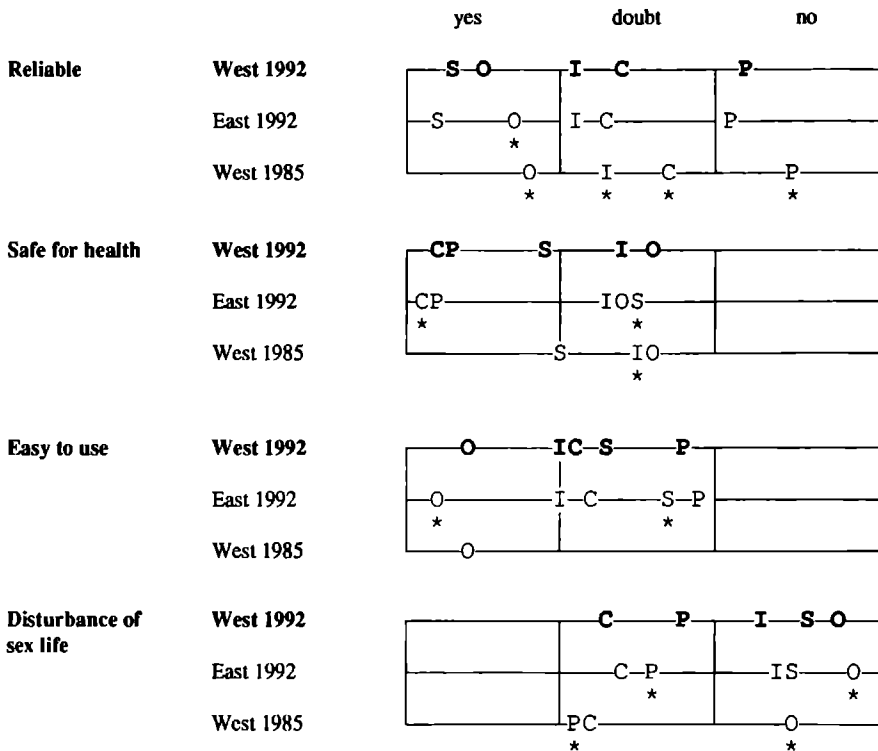 yes doubt no
Reliable West 1992 S O I C P
East 1992 S O I C P
* 
West 1985 O I C P
* * * *
Safe for health West 1992 CP S I O
East 1992 CP IOS
* *
West 1985 S IO
*
Easy to use West 1992 O IC S P
East 1992 O I C S P
* *
West 1985 O
Disturbance of West 1992 C P I S O
sex life
East 1992 C P IS O
* *
West 1985 PC O
* *